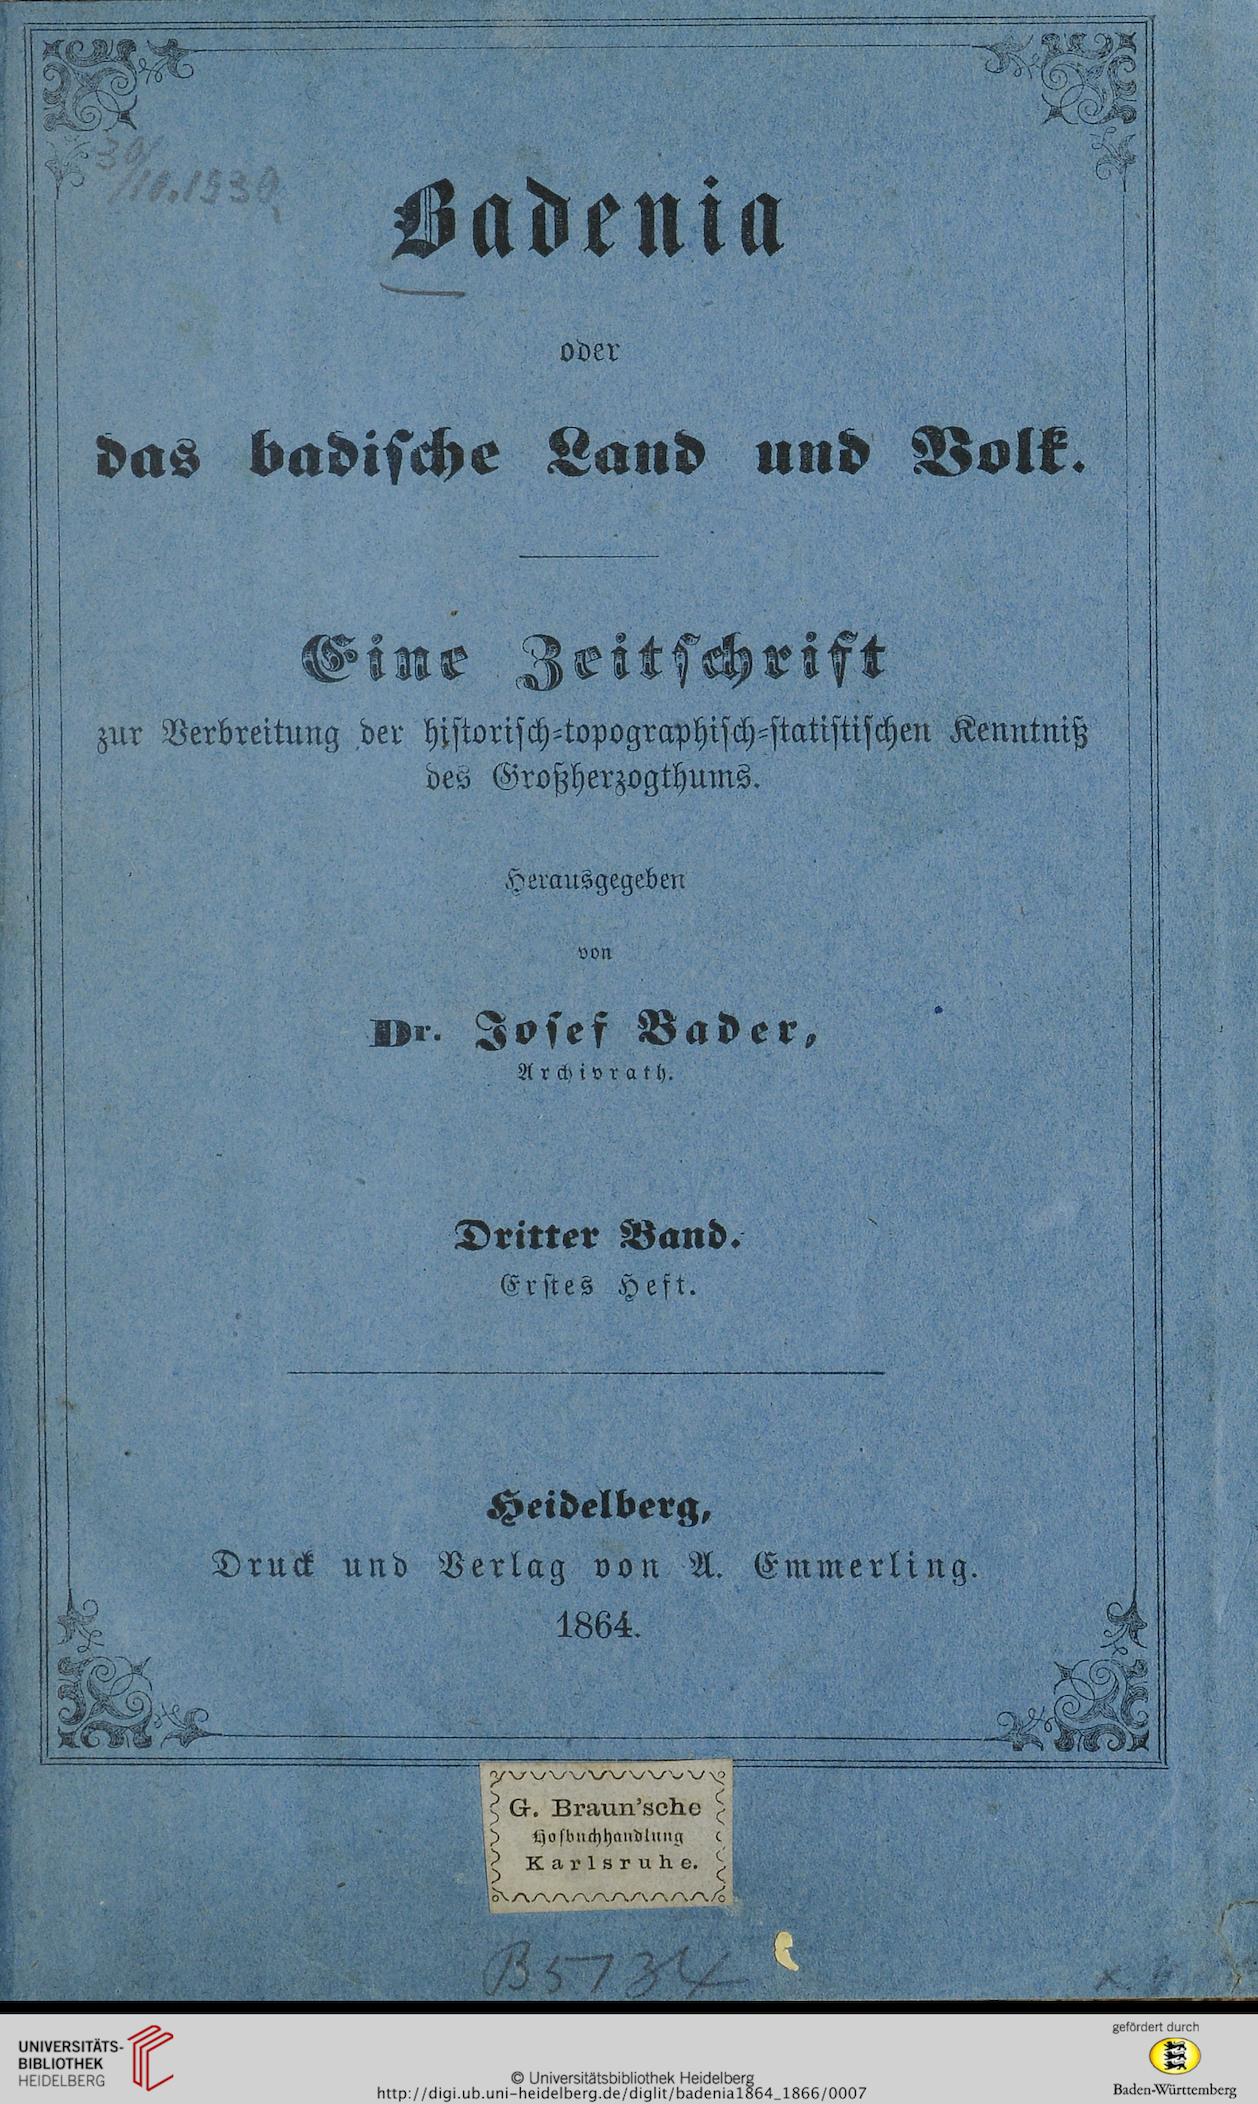 30/10.1930
Badenia
oder
das badische Land und Volk.
Eine Zeitschrift
zur Verbreitung der historisch-topographisch-statistischen Kenntniß
des Großherzogthums.
Herausgegeben
von
Dr. Josef Bader,
Archivrath.
Dritter Band.
Erstes Heft.
Heidelberg,
Druck und Verlag von A. Emmerling.
1864.
G. Braun'sche
Hofbuchhandlung
Karlsruhe.
B5734
UNIVERSITÄTS-
BIBLIOTHEK
HEIDELBERG
© Universitätsbibliothek Heidelberg
http://digi.ub.uni-heidelberg.de/diglit/badenia1864_1866/0007
gefördert durch
Baden-Württemberg